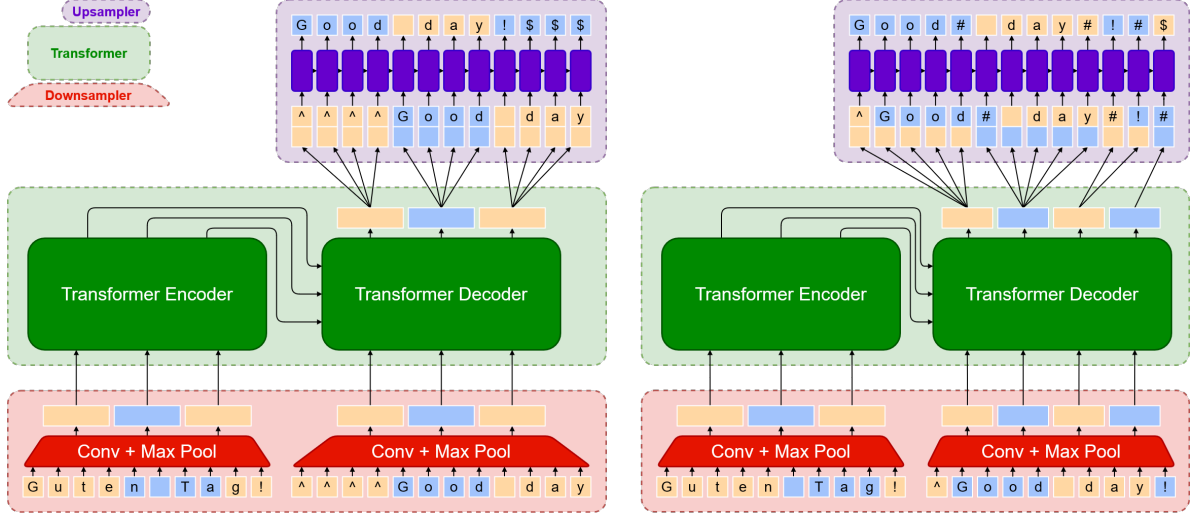 Upsampler
Transformer
Downsampler
G o o d   d a y ! $ $ $
^ ^ ^ ^ G o o d   d a y
Transformer Encoder
Transformer Decoder
Conv + Max Pool
Conv + Max Pool
G u t e n   T a g !
^ ^ ^ ^ G o o d   d a y
G o o d #   d a y # ! # $
^ G o o d #   d a y # ! #
Transformer Encoder
Transformer Decoder
Conv + Max Pool
Conv + Max Pool
G u t e n   T a g !
^ G o o d   d a y !